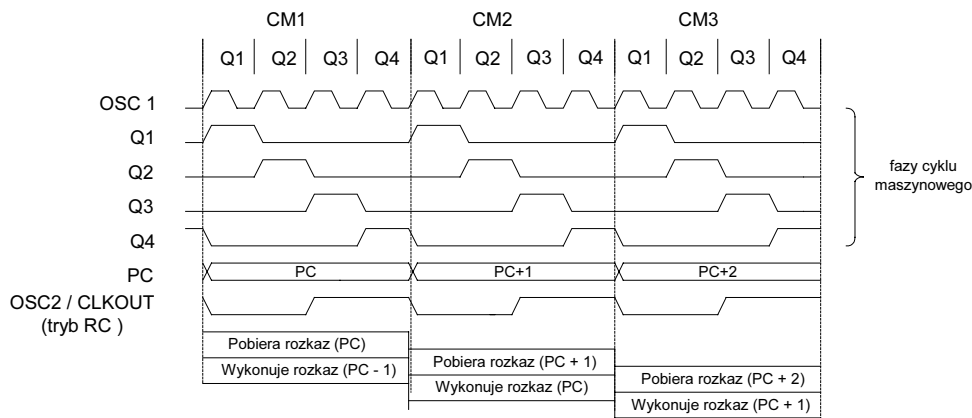 CM1 CM2 CM3
Q1 Q2 Q3 Q4 Q1 Q2 Q3 Q4 Q1 Q2 Q3 Q4
OSC 1
Q1
Q2
Q3
Q4
fazy cyklu
maszynowego
PC PC PC+1 PC+2
OSC2 / CLKOUT
(tryb RC )
Pobiera rozkaz (PC)
Wykonuje rozkaz (PC - 1)
Pobiera rozkaz (PC + 1)
Wykonuje rozkaz (PC)
Pobiera rozkaz (PC + 2)
Wykonuje rozkaz (PC + 1)